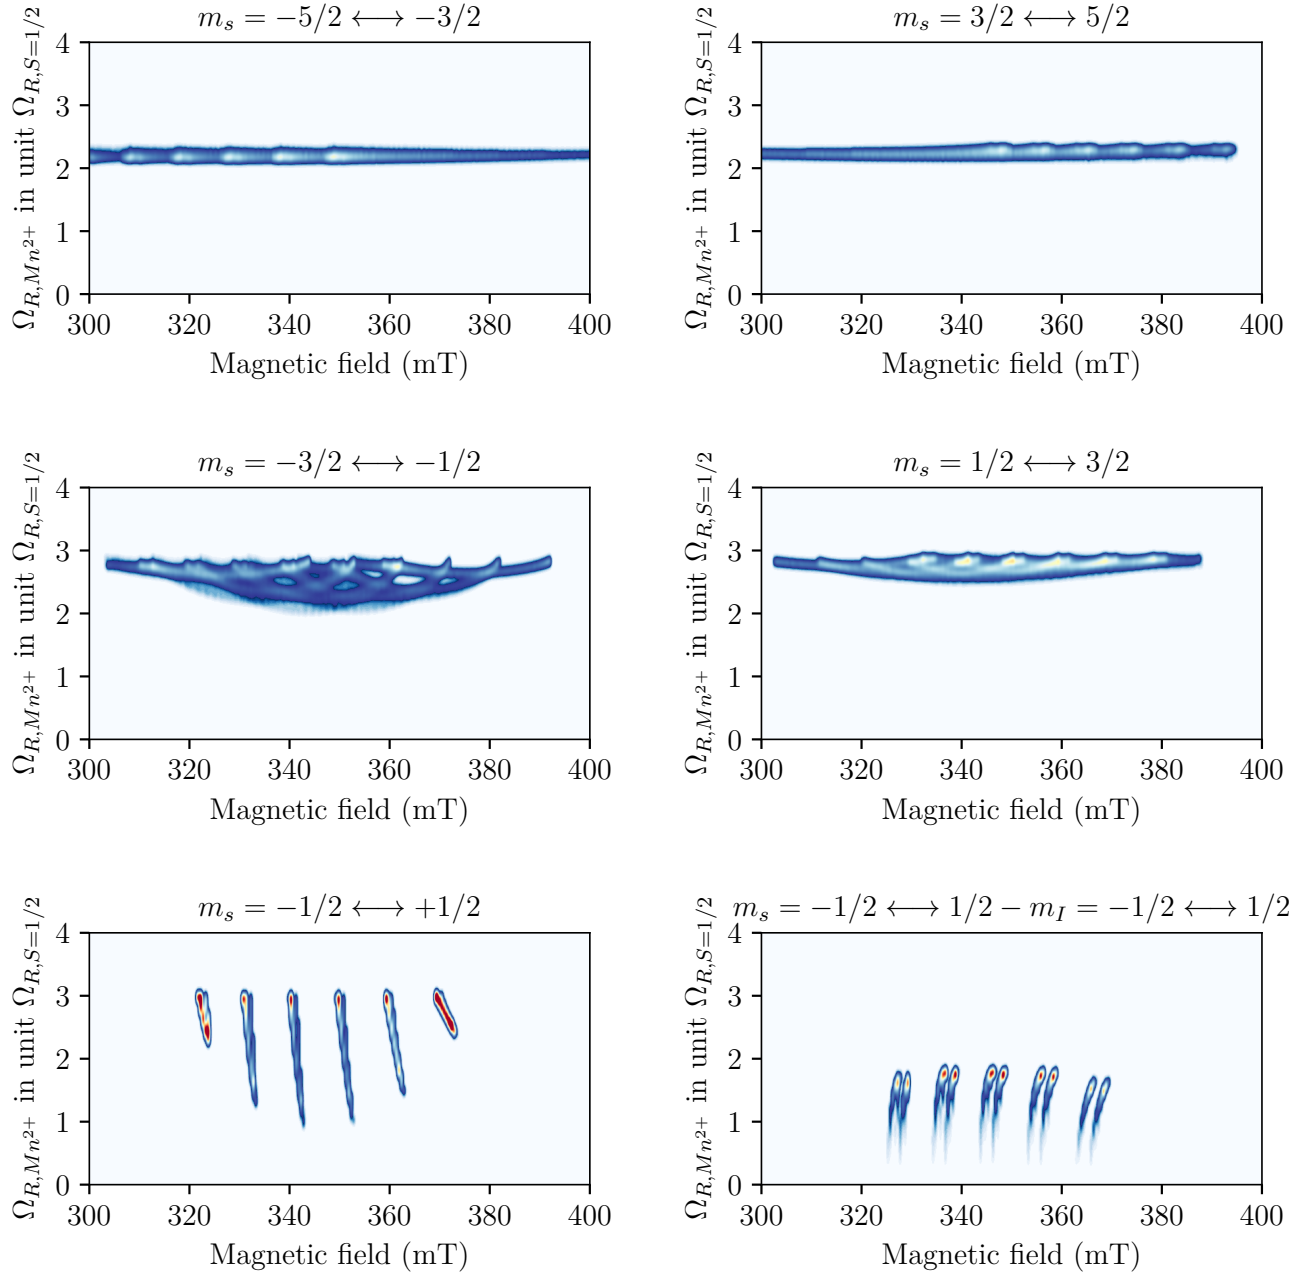 m_s = −5/2 ⟷ −3/2
Ω_{R,Mn^{2+}} in unit Ω_{R,S=1/2}
4
3
2
1
0
300 320 340 360 380 400
Magnetic field (mT)
m_s = 3/2 ⟷ 5/2
Ω_{R,Mn^{2+}} in unit Ω_{R,S=1/2}
4
3
2
1
0
300 320 340 360 380 400
Magnetic field (mT)
m_s = −3/2 ⟷ −1/2
Ω_{R,Mn^{2+}} in unit Ω_{R,S=1/2}
4
3
2
1
0
300 320 340 360 380 400
Magnetic field (mT)
m_s = 1/2 ⟷ 3/2
Ω_{R,Mn^{2+}} in unit Ω_{R,S=1/2}
4
3
2
1
0
300 320 340 360 380 400
Magnetic field (mT)
m_s = −1/2 ⟷ +1/2
Ω_{R,Mn^{2+}} in unit Ω_{R,S=1/2}
4
3
2
1
0
300 320 340 360 380 400
Magnetic field (mT)
m_s = −1/2 ⟷ 1/2 − m_I = −1/2 ⟷ 1/2
Ω_{R,Mn^{2+}} in unit Ω_{R,S=1/2}
4
3
2
1
0
300 320 340 360 380 400
Magnetic field (mT)